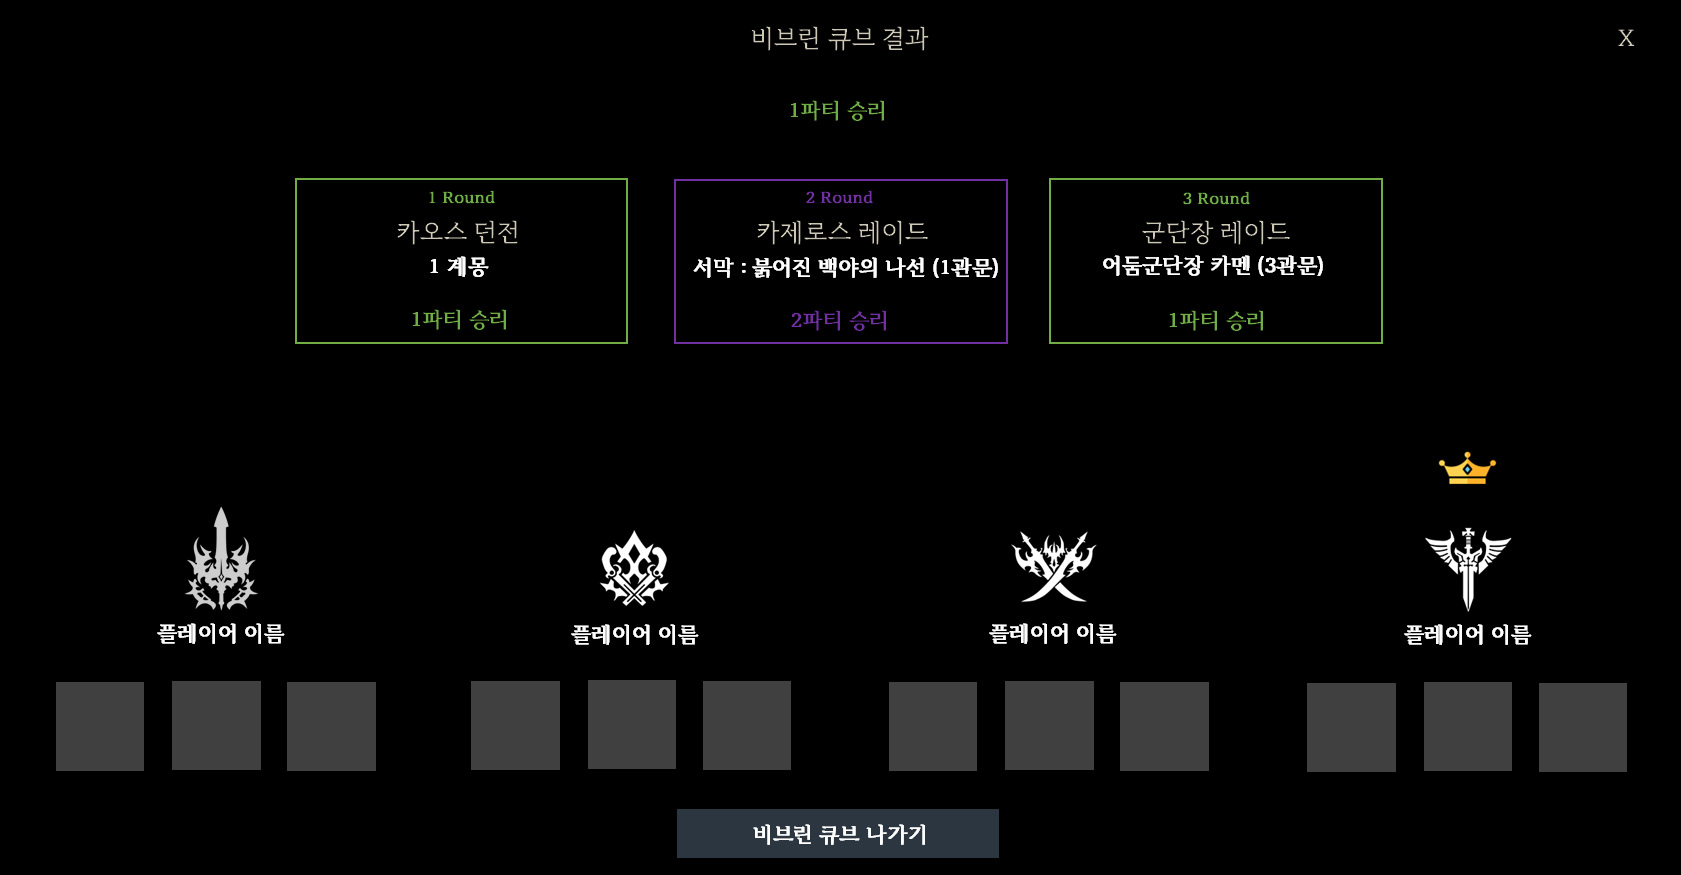 비브린 큐브 결과
X
1파티 승리
1 Round
카오스 던전
1 계몽
1파티 승리
2 Round
카제로스 레이드
서막 : 붉어진 백야의 나선 (1관문)
2파티 승리
3 Round
군단장 레이드
어둠군단장 카멘 (3관문)
1파티 승리
플레이어 이름
플레이어 이름
플레이어 이름
플레이어 이름
비브린 큐브 나가기